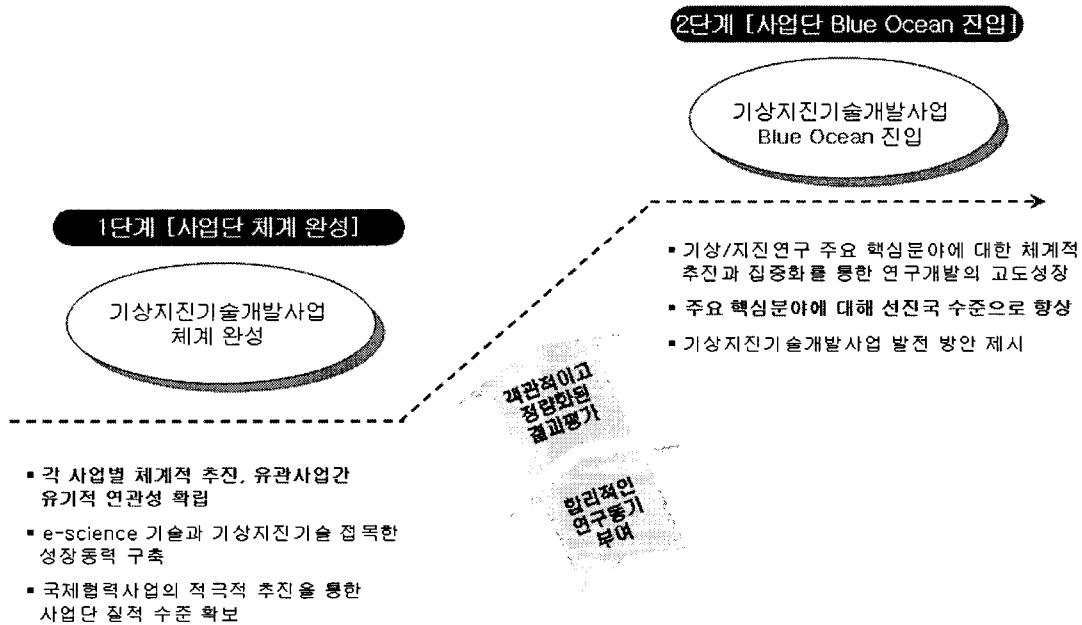 2단계 [사업단 Blue Ocean 진입]
기상지진기술개발사업
Blue Ocean 진입
1단계 [사업단 체계 완성]
기상지진기술개발사업
체계 완성
▪ 기상/지진연구 주요 핵심분야에 대한 체계적
추진과 집중화를 통한 연구개발의 고도성장
▪ 주요 핵심분야에 대해 선진국 수준으로 향상
▪ 기상지진기술개발사업 발전 방안 제시
객관적이고
정량화된
결과평가
합리적인
연구동기
부여
▪ 각 사업별 체계적 추진, 유관사업간
유기적 연관성 확립
▪ e-science 기술과 기상지진기술 접목한
성장동력 구축
▪ 국제협력사업의 적극적 추진을 통한
사업단 질적 수준 확보